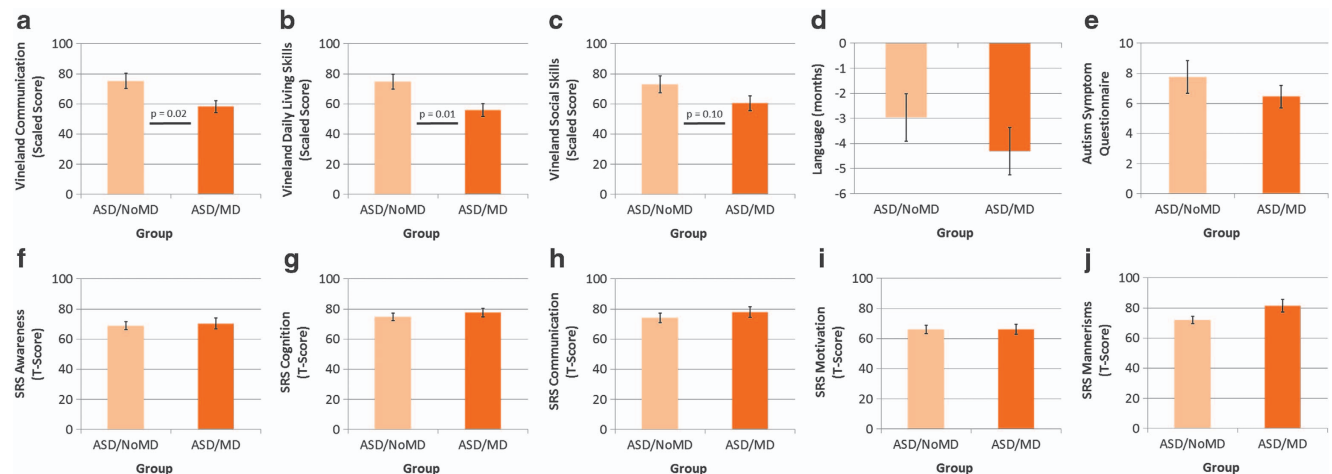 a
Vineland Communication
(Scaled Score)
100
80
60
40
20
0
p = 0.02
ASD/NoMD
ASD/MD
Group
b
Vineland Daily Living Skills
(Scaled Score)
100
80
60
40
20
0
p = 0.01
ASD/NoMD
ASD/MD
Group
c
Vineland Social Skills
(Scaled Score)
100
80
60
40
20
0
p = 0.10
ASD/NoMD
ASD/MD
Group
d
Language (months)
0
-1
-2
-3
-4
-5
-6
ASD/NoMD
ASD/MD
Group
e
Autism Symptom
Questionnaire
10
8
6
4
2
0
ASD/NoMD
ASD/MD
Group
f
SRS Awareness
(T-Score)
100
80
60
40
20
0
ASD/NoMD
ASD/MD
Group
g
SRS Cognition
(T-Score)
100
80
60
40
20
0
ASD/NoMD
ASD/MD
Group
h
SRS Communication
(T-Score)
100
80
60
40
20
0
ASD/NoMD
ASD/MD
Group
i
SRS Motivation
(T-Score)
100
80
60
40
20
0
ASD/NoMD
ASD/MD
Group
j
SRS Mannerisms
(T-Score)
100
80
60
40
20
0
ASD/NoMD
ASD/MD
Group